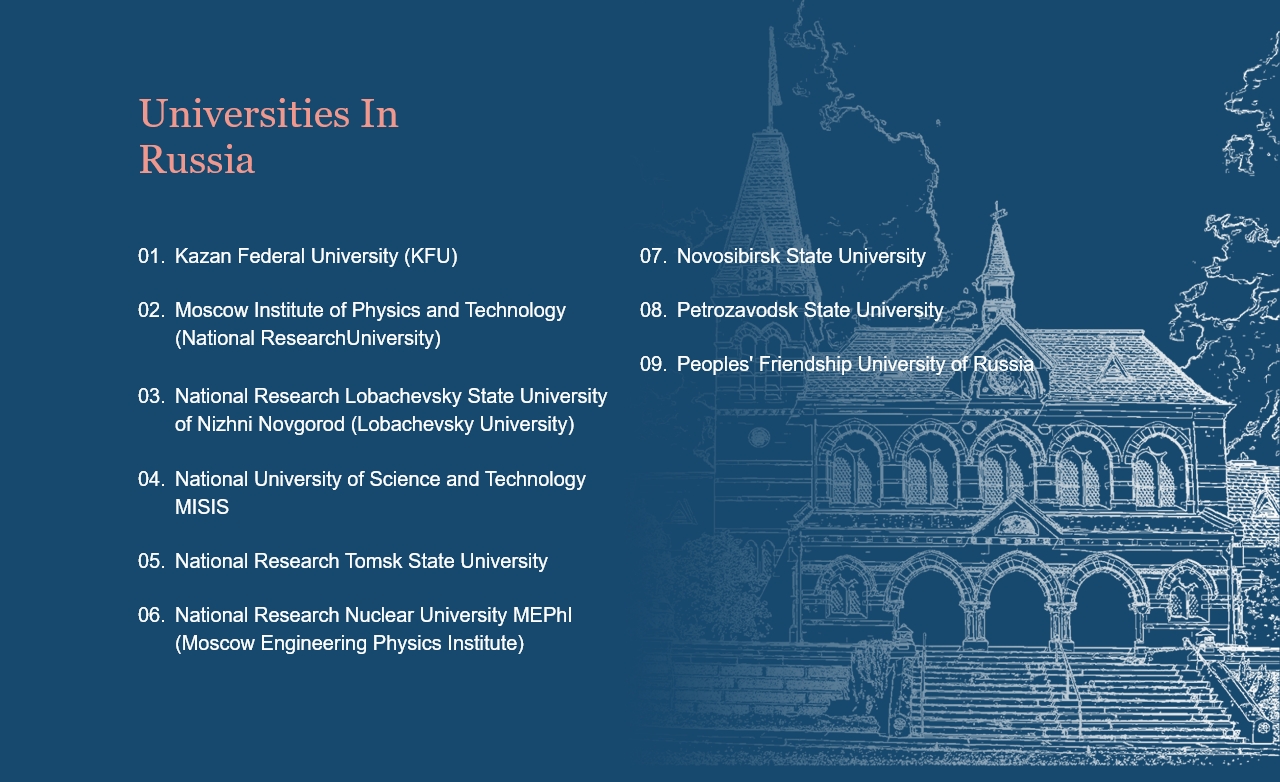 Universities In
Russia
01. Kazan Federal University (KFU)
02. Moscow Institute of Physics and Technology
(National ResearchUniversity)
03. National Research Lobachevsky State University
of Nizhni Novgorod (Lobachevsky University)
04. National University of Science and Technology
MISIS
05. National Research Tomsk State University
06. National Research Nuclear University MEPhI
(Moscow Engineering Physics Institute)
07. Novosibirsk State University
08. Petrozavodsk State University
09. Peoples' Friendship University of Russia